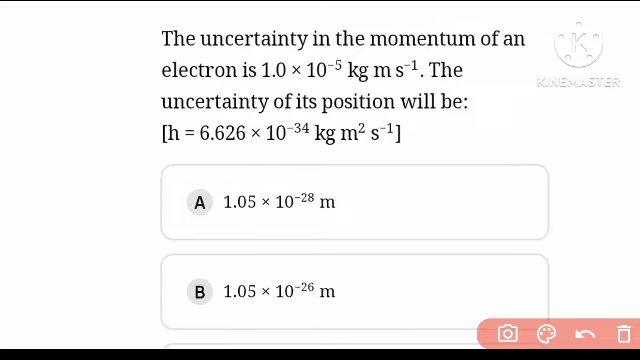 The uncertainty in the momentum of an
electron is 1.0 × 10⁻⁵ kg m s⁻¹. The
uncertainty of its position will be:
[h = 6.626 × 10⁻³⁴ kg m² s⁻¹]
A 1.05 × 10⁻²⁸ m
B 1.05 × 10⁻²⁶ m
K
KINEMASTER